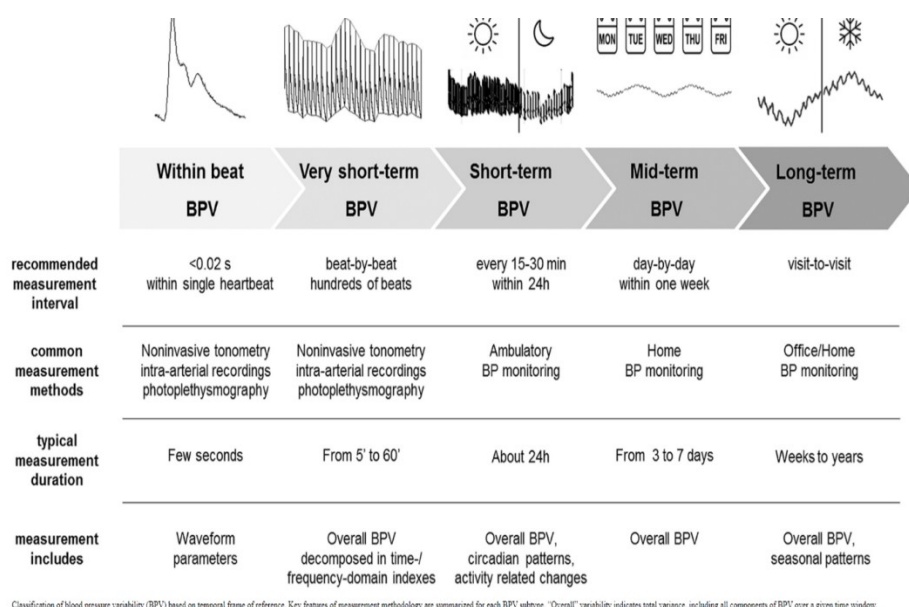 MON TUE WED THU FRI
Within beat
BPV
Very short-term
BPV
Short-term
BPV
Mid-term
BPV
Long-term
BPV
recommended
measurement
interval
<0.02 s
within single heartbeat
beat-by-beat
hundreds of beats
every 15-30 min
within 24h
day-by-day
within one week
visit-to-visit
common
measurement
methods
Noninvasive tonometry
intra-arterial recordings
photoplethysmography
Noninvasive tonometry
intra-arterial recordings
photoplethysmography
Ambulatory
BP monitoring
Home
BP monitoring
Office/Home
BP monitoring
typical
measurement
duration
Few seconds
From 5' to 60'
About 24h
From 3 to 7 days
Weeks to years
measurement
includes
Waveform
parameters
Overall BPV
decomposed in time-/
frequency-domain indexes
Overall BPV,
circadian patterns,
activity related changes
Overall BPV
Overall BPV,
seasonal patterns
Classification of blood pressure variability (BPV) based on temporal frame of reference. Key features of measurement methodology are summarized for each BPV subtype. "Overall" variability indicates total variance, including all components of BPV over a given time window.